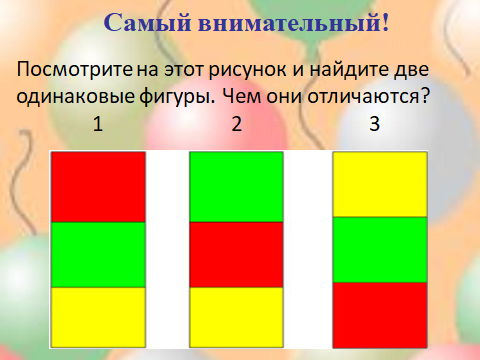 Самый внимательный!
Посмотрите на этот рисунок и найдите две
одинаковые фигуры. Чем они отличаются?
1 2 3